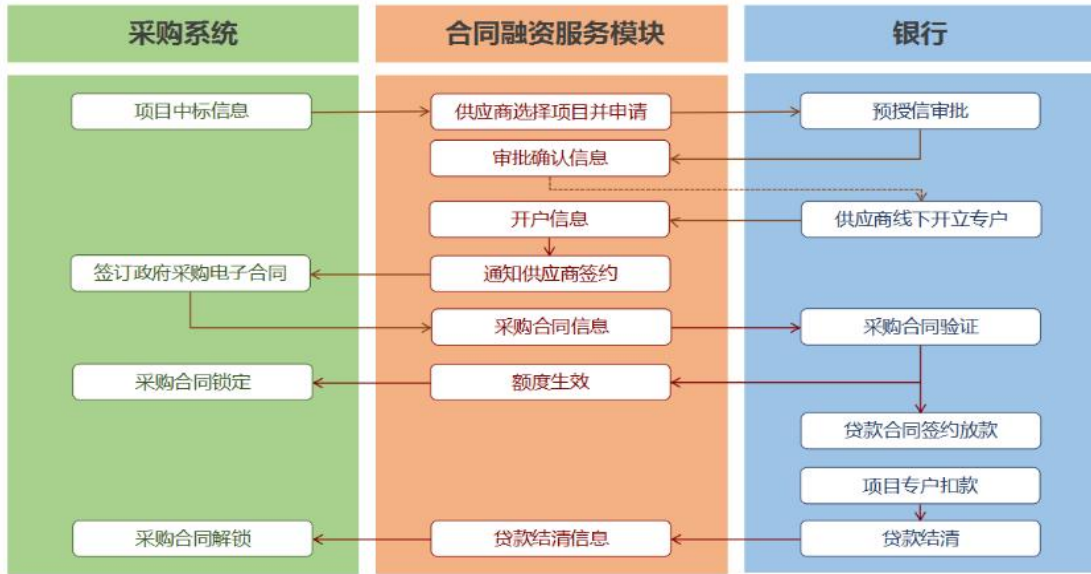 采购系统
合同融资服务模块
银行
项目中标信息
供应商选择项目并申请
预授信审批
审批确认信息
开户信息
供应商线下开立专户
签订政府采购电子合同
通知供应商签约
采购合同信息
采购合同验证
采购合同锁定
额度生效
贷款合同签约放款
项目专户扣款
采购合同解锁
贷款结清信息
贷款结清